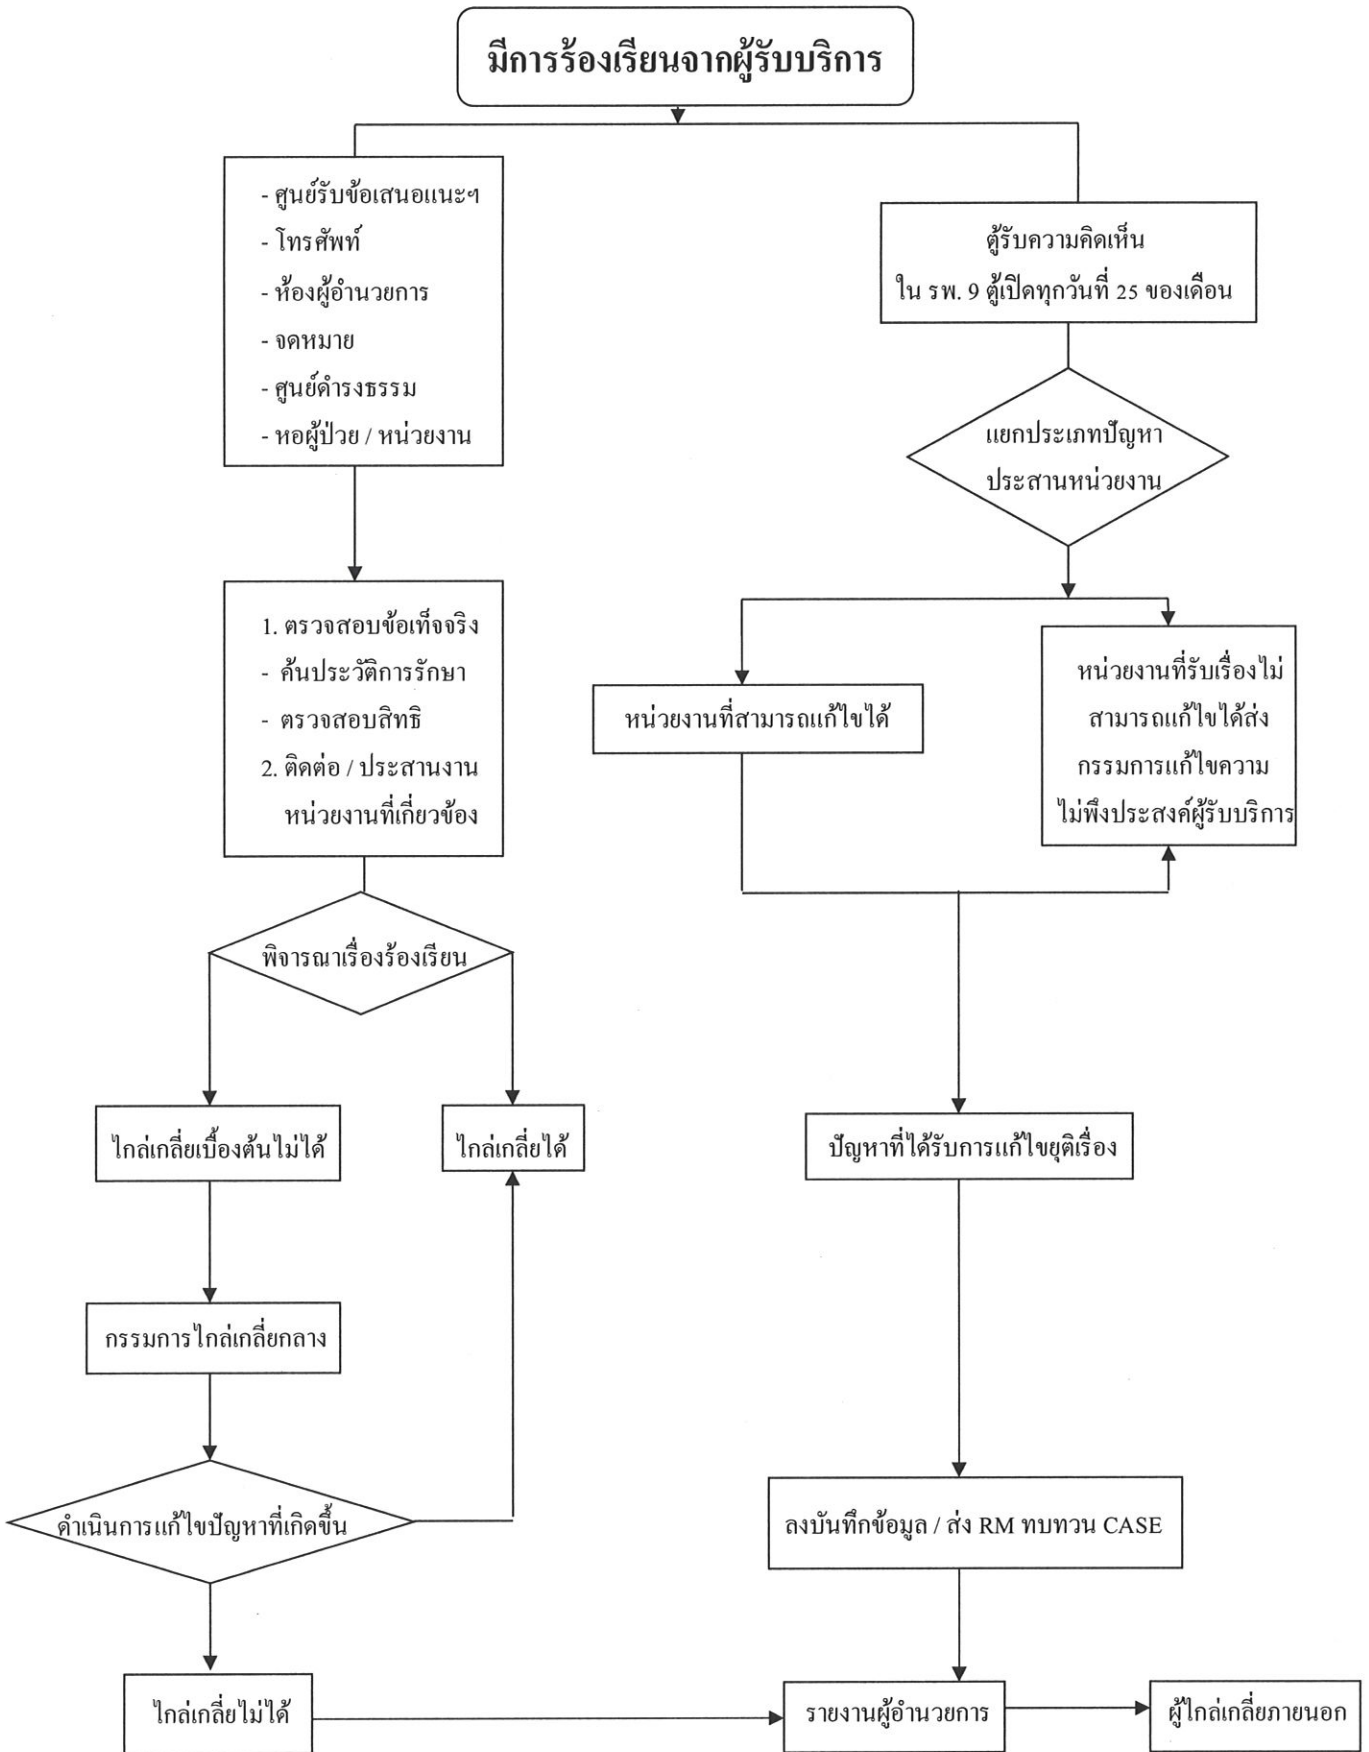 มีการร้องเรียนจากผู้รับบริการ
- ศูนย์รับข้อเสนอแนะฯ
- โทรศัพท์
- ห้องผู้อำนวยการ
- จดหมาย
- ศูนย์ดำรงธรรม
- หอผู้ป่วย / หน่วยงาน
ตู้รับความคิดเห็น
ใน รพ. 9 ตู้เปิดทุกวันที่ 25 ของเดือน
แยกประเภทปัญหา
ประสานหน่วยงาน
1. ตรวจสอบข้อเท็จจริง
- ค้นประวัติการรักษา
- ตรวจสอบสิทธิ
2. ติดต่อ / ประสานงาน
หน่วยงานที่เกี่ยวข้อง
หน่วยงานที่สามารถแก้ไขได้
หน่วยงานที่รับเรื่องไม่
สามารถแก้ไขได้ส่ง
กรรมการแก้ไขความ
ไม่พึงประสงค์ผู้รับบริการ
พิจารณาเรื่องร้องเรียน
ไกล่เกลี่ยเบื้องต้นไม่ได้
ไกล่เกลี่ยได้
ปัญหาที่ได้รับการแก้ไขยุติเรื่อง
กรรมการไกล่เกลี่ยกลาง
ดำเนินการแก้ไขปัญหาที่เกิดขึ้น
ลงบันทึกข้อมูล / ส่ง RM ทบทวน CASE
ไกล่เกลี่ยไม่ได้
รายงานผู้อำนวยการ
ผู้ไกล่เกลี่ยภายนอก